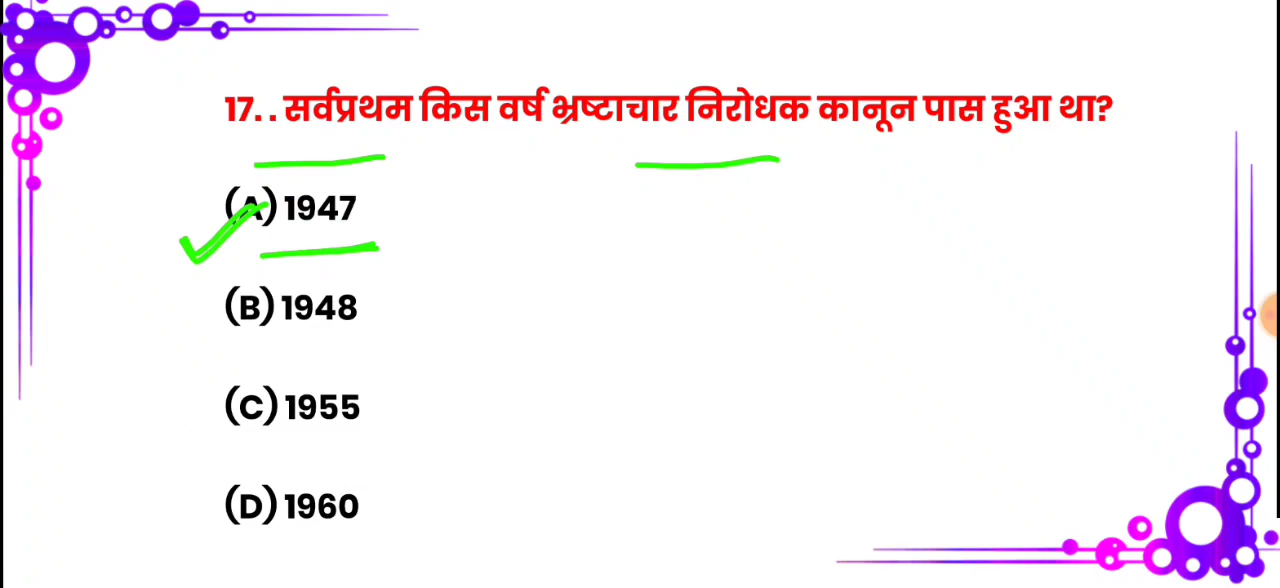 17. . सर्वप्रथम किस वर्ष भ्रष्टाचार निरोधक कानून पास हुआ था?
(A) 1947
(B) 1948
(C) 1955
(D) 1960